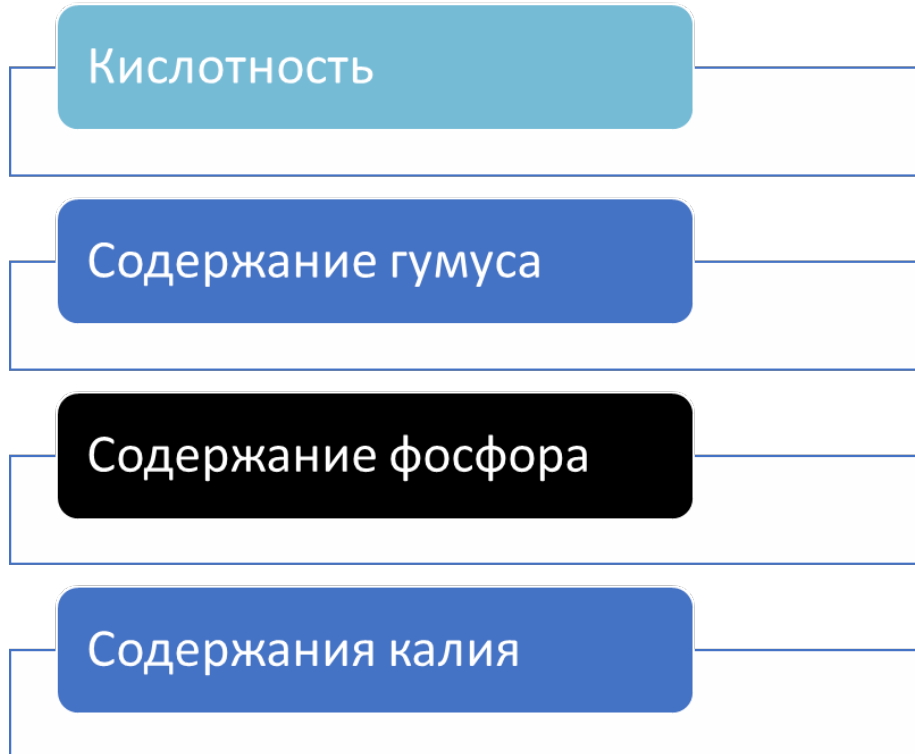 Кислотность
Содержание гумуса
Содержание фосфора
Содержания калия